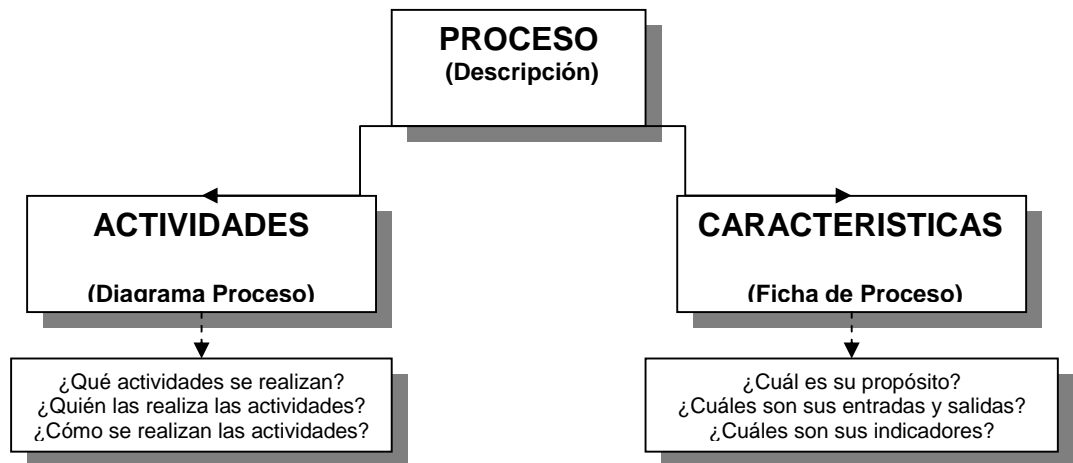 PROCESO
(Descripción)
ACTIVIDADES
(Diagrama Proceso)
CARACTERISTICAS
(Ficha de Proceso)
¿Qué actividades se realizan?
¿Quién las realiza las actividades?
¿Cómo se realizan las actividades?
¿Cuál es su propósito?
¿Cuáles son sus entradas y salidas?
¿Cuáles son sus indicadores?